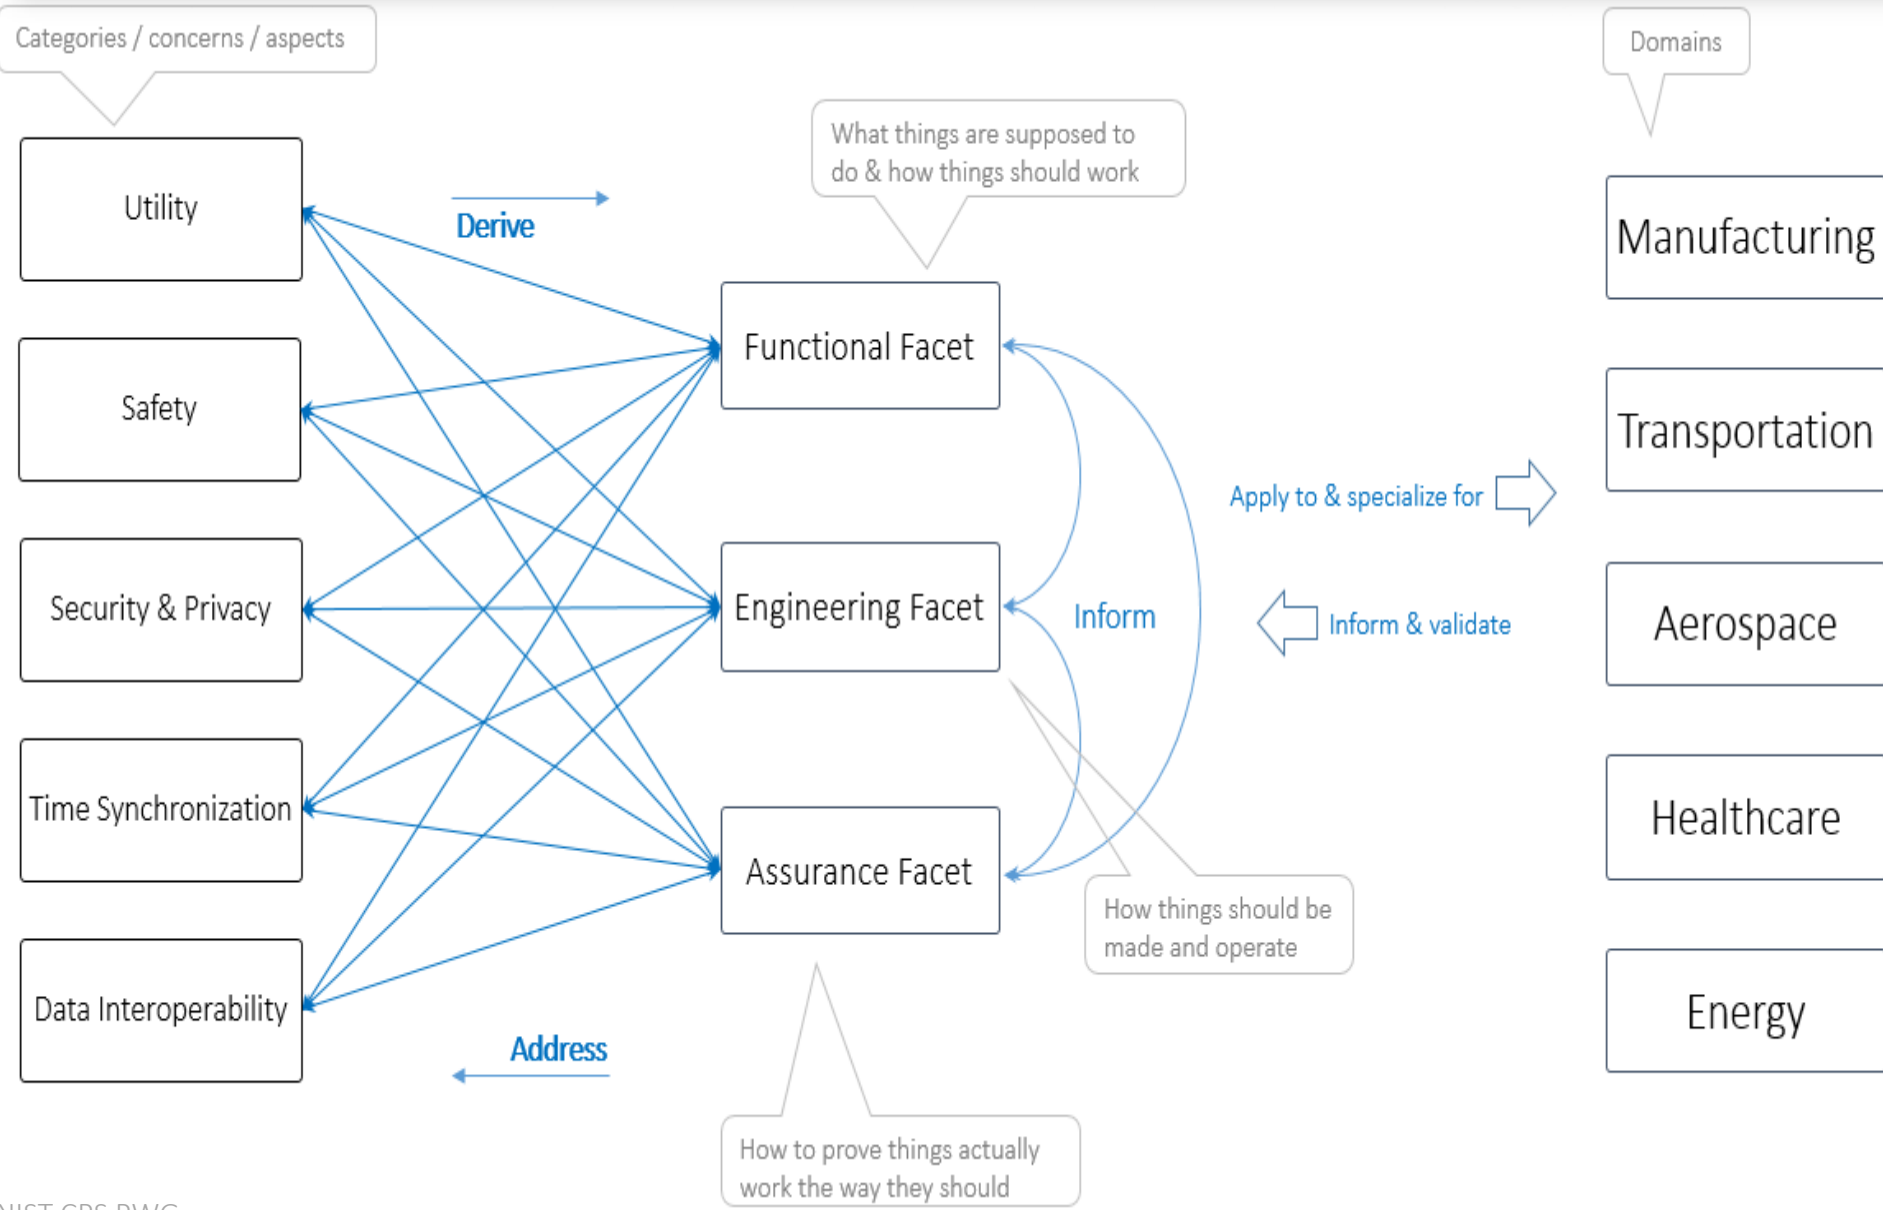 Categories / concerns / aspects
Domains
What things are supposed to
do & how things should work
Utility
Derive
Manufacturing
Functional Facet
Safety
Transportation
Apply to & specialize for
Security & Privacy
Engineering Facet
Inform
Inform & validate
Aerospace
Time Synchronization
Assurance Facet
Healthcare
How things should be
made and operate
Data Interoperability
Energy
Address
How to prove things actually
work the way they should
NIST CPS PWG